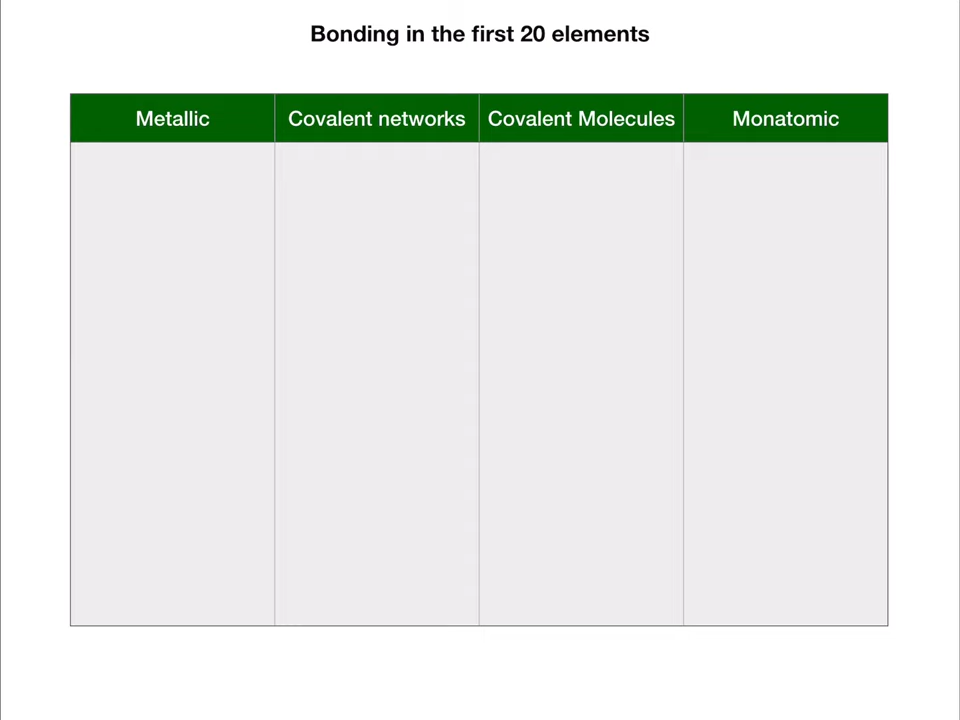 Bonding in the first 20 elements
Metallic Covalent networks Covalent Molecules Monatomic